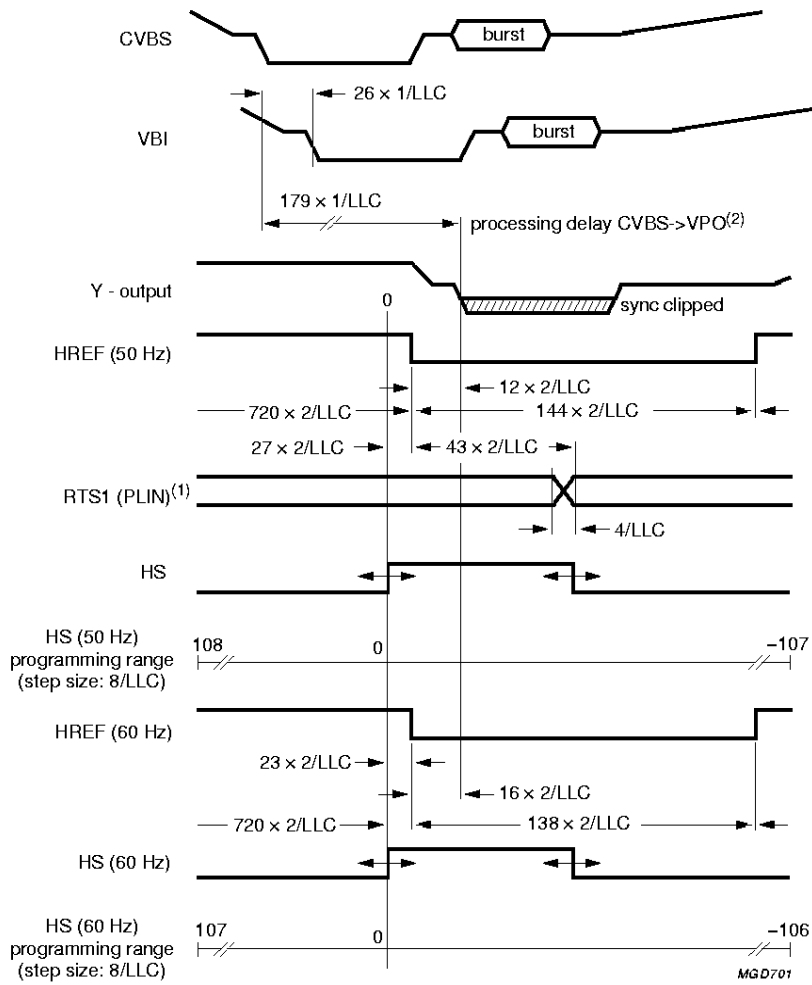 CVBS
burst
26 × 1/LLC
VBI
burst
179 × 1/LLC
processing delay CVBS->VPO(2)
Y - output
0
sync clipped
HREF (50 Hz)
12 × 2/LLC
720 × 2/LLC
144 × 2/LLC
27 × 2/LLC
43 × 2/LLC
RTS1 (PLIN)(1)
4/LLC
HS
HS (50 Hz)
programming range
(step size: 8/LLC)
108
0
−107
HREF (60 Hz)
23 × 2/LLC
16 × 2/LLC
720 × 2/LLC
138 × 2/LLC
HS (60 Hz)
HS (60 Hz)
programming range
(step size: 8/LLC)
107
0
−106
MGD701